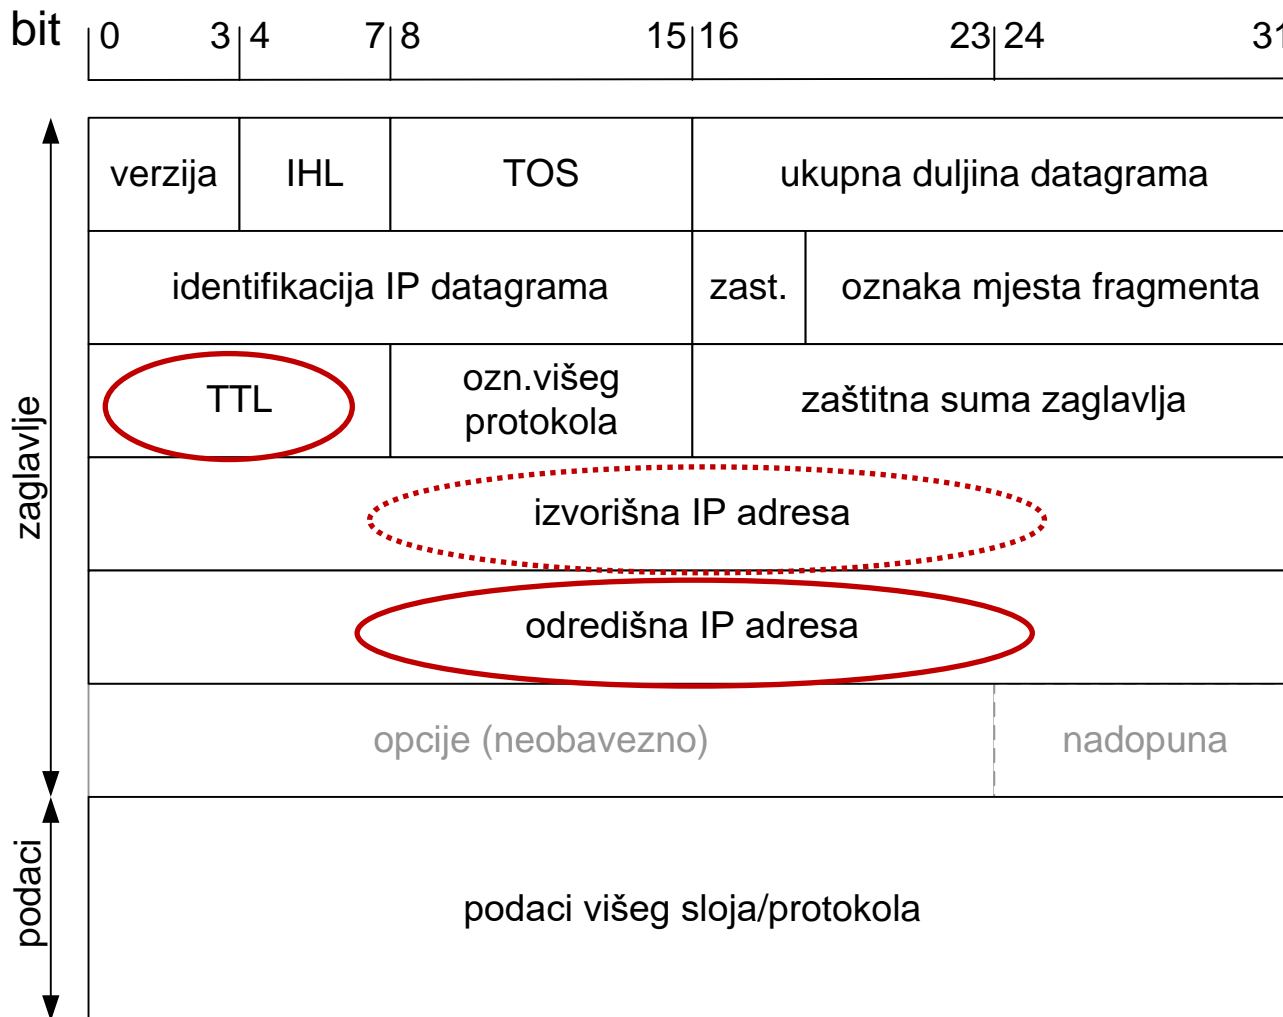 bit 0 3 4 7 8 15 16 23 24 31
verzija IHL TOS ukupna duljina datagrama
identifikacija IP datagrama zast. oznaka mjesta fragmenta
TTL ozn.višeg protokola zaštitna suma zaglavlja
zaglavlje
izvorišna IP adresa
odredišna IP adresa
opcije (neobavezno) nadopuna
podaci
podaci višeg sloja/protokola